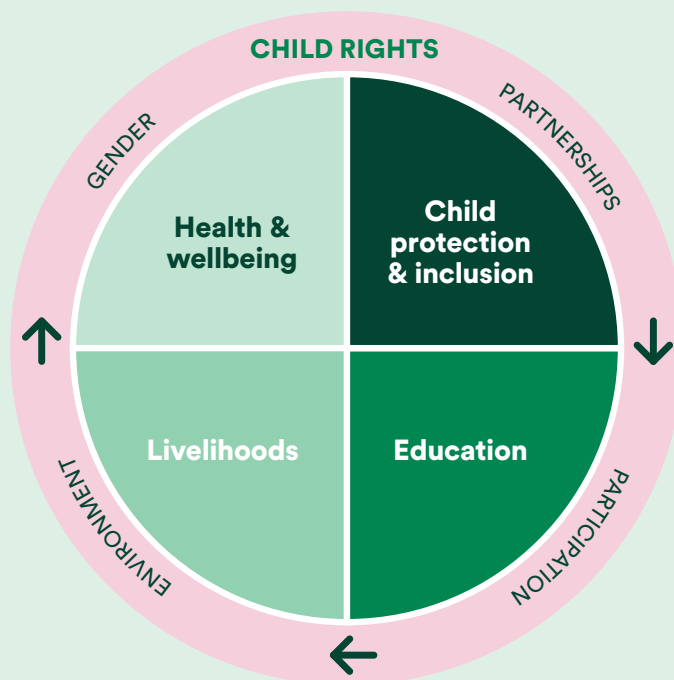 CHILD RIGHTS
GENDER
PARTNERSHIPS
Health &
wellbeing
Child
protection
& inclusion
Livelihoods
Education
ENVIRONMENT
PARTICIPATION